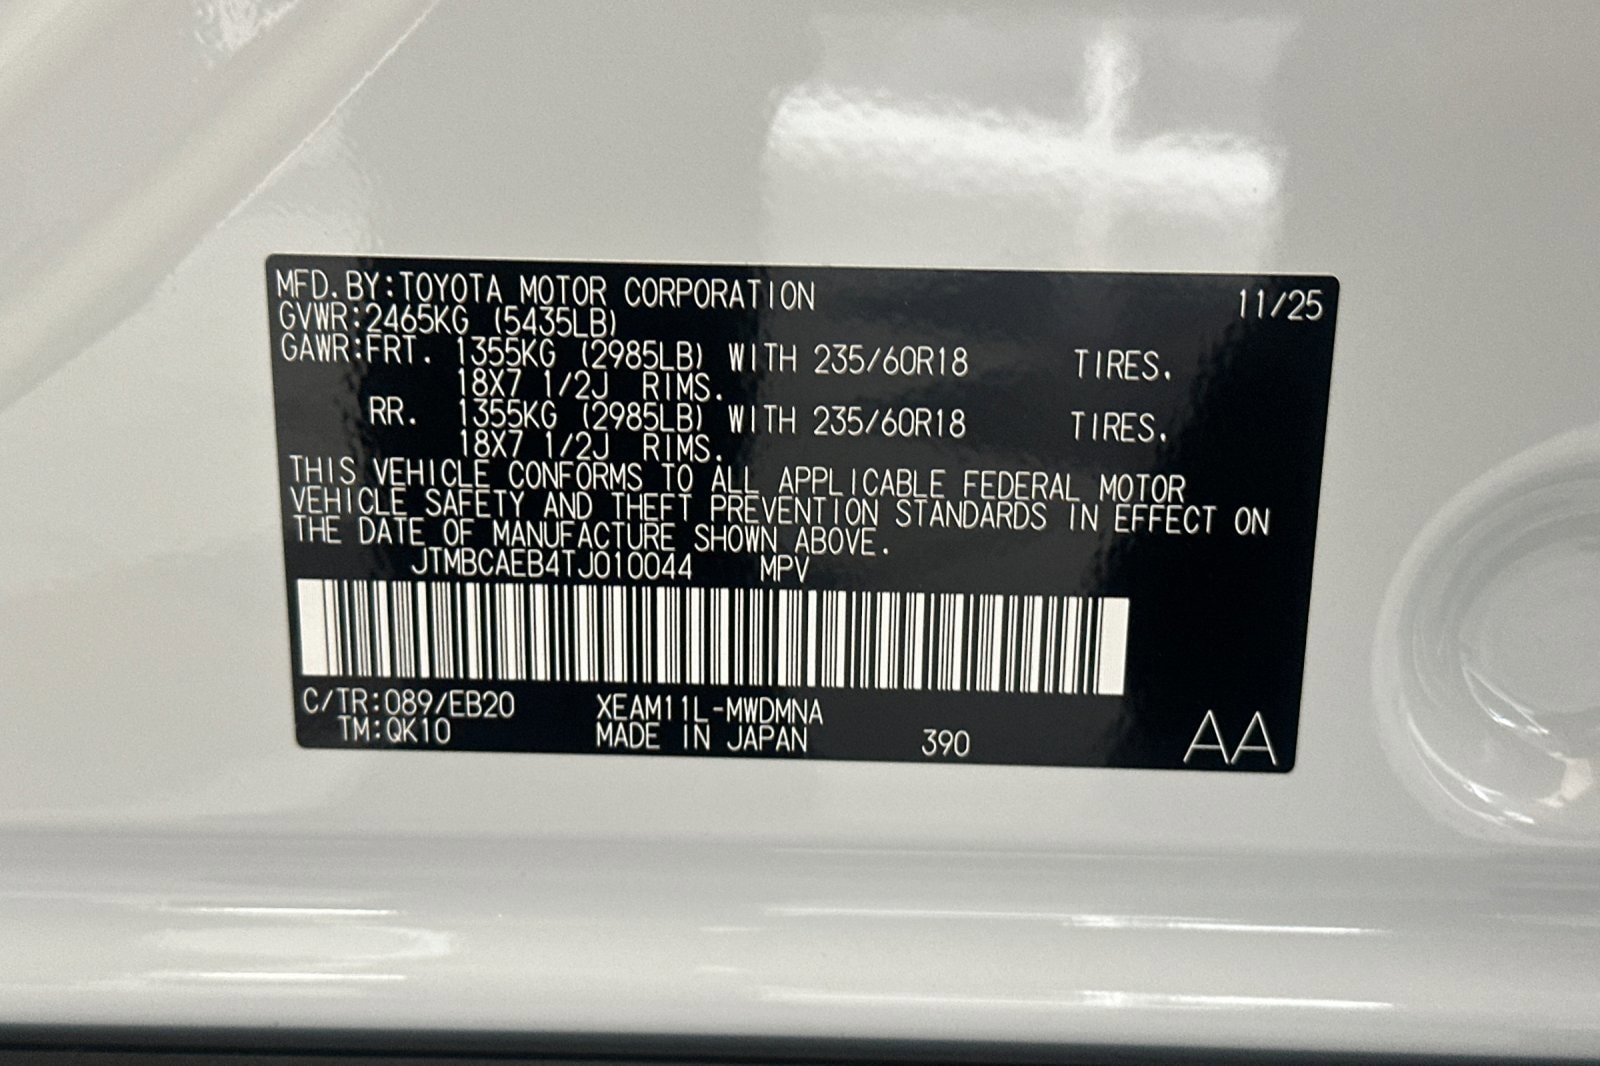 MFD. BY:TOYOTA MOTOR CORPORATION 11/25
GVWR:2465KG (5435LB)
GAWR:FRT. 1355KG (2985LB) WITH 235/60R18 TIRES.
18X7 1/2J RIMS.
RR. 1355KG (2985LB) WITH 235/60R18 TIRES.
18X7 1/2J RIMS.
THIS VEHICLE CONFORMS TO ALL APPLICABLE FEDERAL MOTOR
VEHICLE SAFETY AND THEFT PREVENTION STANDARDS IN EFFECT ON
THE DATE OF MANUFACTURE SHOWN ABOVE.
JTMBCAEB4TJ010044 MPV
C/TR:089/EB20 XEAM11L-MWDMNA
TM:QK10 MADE IN JAPAN 390 AA